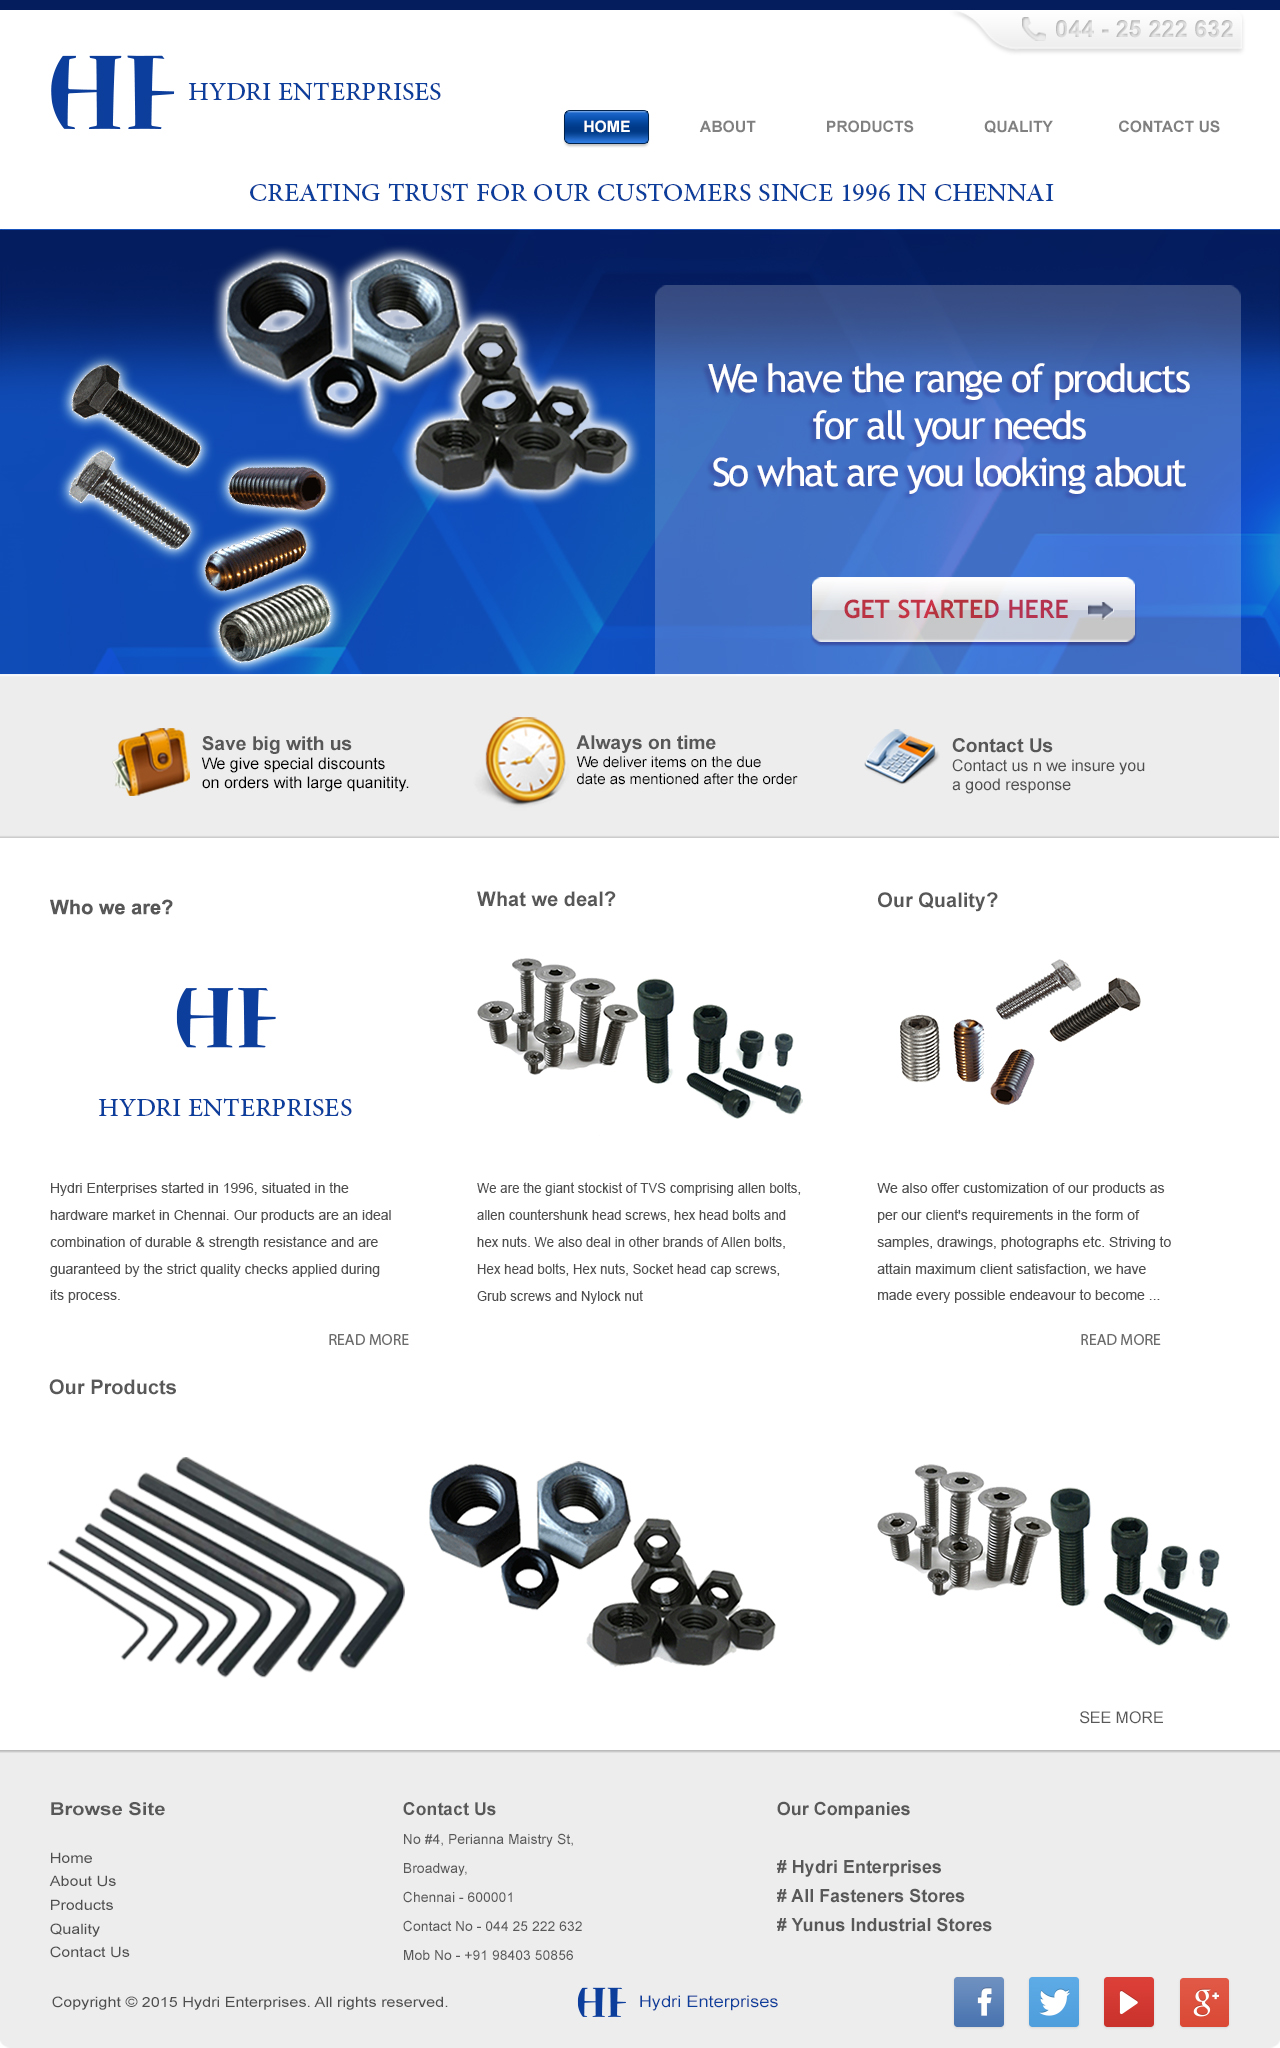 044 - 25 222 632
HF HYDRI ENTERPRISES
HOME ABOUT PRODUCTS QUALITY CONTACT US
CREATING TRUST FOR OUR CUSTOMERS SINCE 1996 IN CHENNAI
We have the range of products
for all your needs
So what are you looking about
GET STARTED HERE
Save big with us
We give special discounts
on orders with large quanitity.
Always on time
We deliver items on the due
date as mentioned after the order
Contact Us
Contact us n we insure you
a good response
Who we are?
HF
HYDRI ENTERPRISES
Hydri Enterprises started in 1996, situated in the
hardware market in Chennai. Our products are an ideal
combination of durable & strength resistance and are
guaranteed by the strict quality checks applied during
its process.
READ MORE
What we deal?
We are the giant stockist of TVS comprising allen bolts,
allen countershunk head screws, hex head bolts and
hex nuts. We also deal in other brands of Allen bolts,
Hex head bolts, Hex nuts, Socket head cap screws,
Grub screws and Nylock nut
Our Quality?
We also offer customization of our products as
per our client's requirements in the form of
samples, drawings, photographs etc. Striving to
attain maximum client satisfaction, we have
made every possible endeavour to become ...
READ MORE
Our Products
SEE MORE
Browse Site
Home
About Us
Products
Quality
Contact Us
Contact Us
No #4, Perianna Maistry St,
Broadway,
Chennai - 600001
Contact No - 044 25 222 632
Mob No - +91 98403 50856
Our Companies
# Hydri Enterprises
# All Fasteners Stores
# Yunus Industrial Stores
Copyright © 2015 Hydri Enterprises. All rights reserved.
HF Hydri Enterprises
f
g+